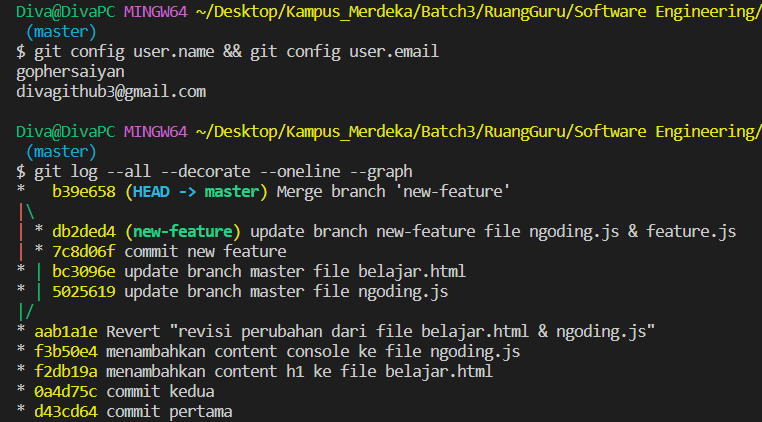 Diva@DivaPC MINGW64 ~/Desktop/Kampus_Merdeka/Batch3/RuangGuru/Software Engineering/
(master)
$ git config user.name && git config user.email
gophersaiyan
divagithub3@gmail.com
Diva@DivaPC MINGW64 ~/Desktop/Kampus_Merdeka/Batch3/RuangGuru/Software Engineering/
(master)
$ git log --all --decorate --oneline --graph
*   b39e658 (HEAD -> master) Merge branch 'new-feature'
|\
| * db2ded4 (new-feature) update branch new-feature file ngoding.js & feature.js
| * 7c8d06f commit new feature
* | bc3096e update branch master file belajar.html
* | 5025619 update branch master file ngoding.js
|/
* aab1a1e Revert "revisi perubahan dari file belajar.html & ngoding.js"
* f3b50e4 menambahkan content console ke file ngoding.js
* f2db19a menambahkan content h1 ke file belajar.html
* 0a4d75c commit kedua
* d43cd64 commit pertama